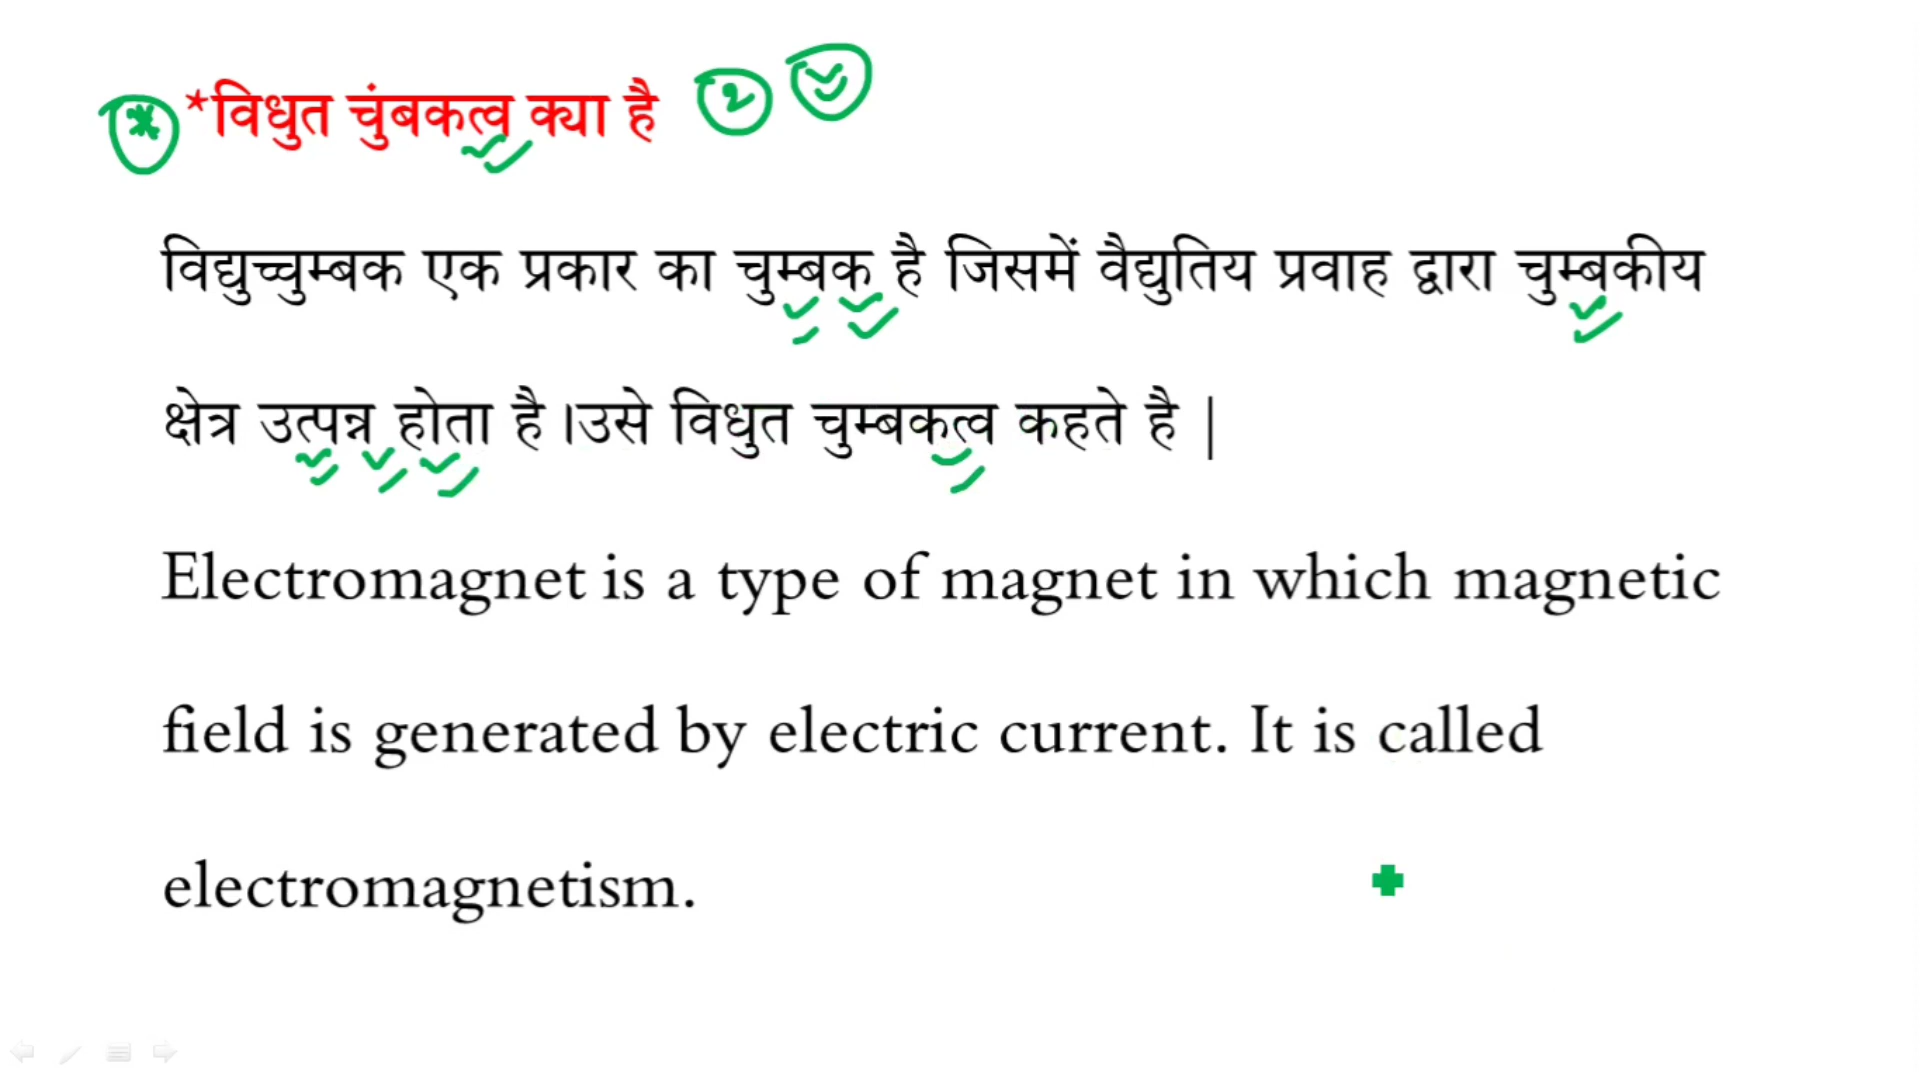 *विधुत चुंबकत्व क्या है 2
विद्युच्चुम्बक एक प्रकार का चुम्बक है जिसमें वैद्युतिय प्रवाह द्वारा चुम्बकीय
क्षेत्र उत्पन्न होता है ।उसे विधुत चुम्बकत्व कहते है |
Electromagnet is a type of magnet in which magnetic
field is generated by electric current. It is called
electromagnetism.